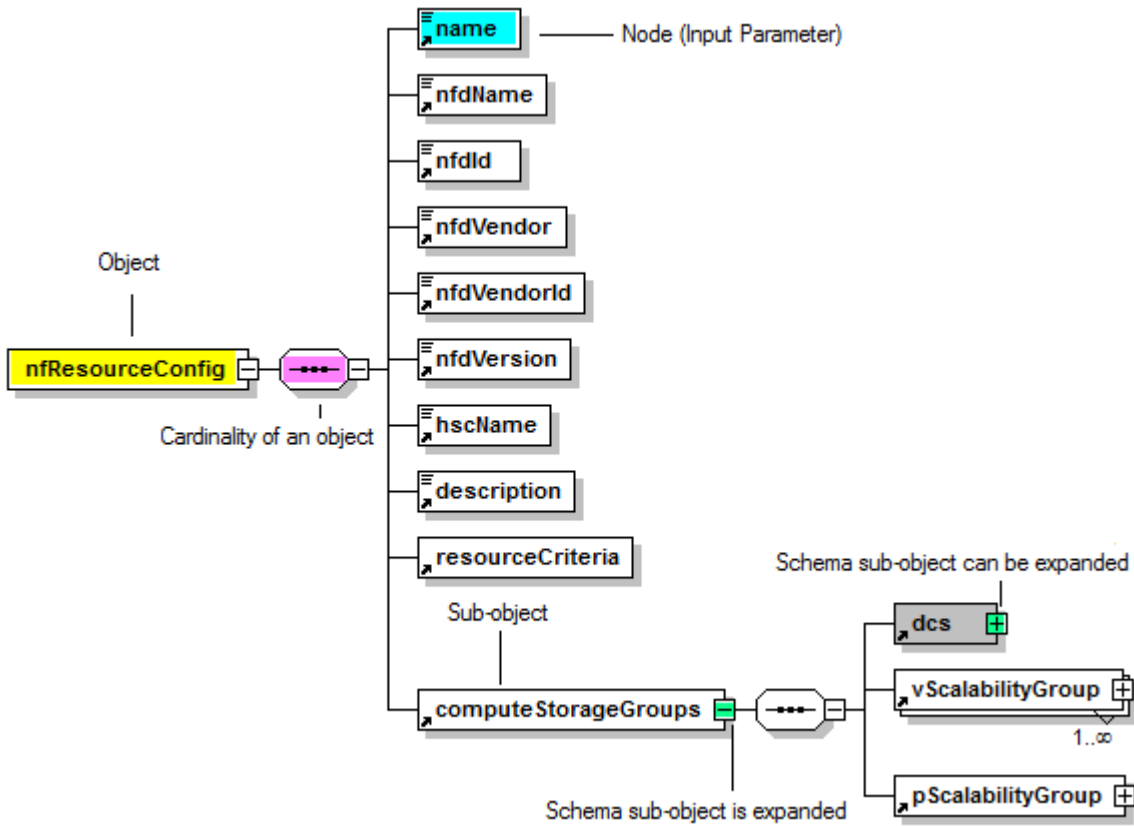 name
Node (Input Parameter)
nfdName
nfdId
nfdVendor
Object
nfdVendorId
nfdVersion
nfResourceConfig
hscName
Cardinality of an object
description
resourceCriteria
Schema sub-object can be expanded
Sub-object
dcs
vScalabilityGroup
computeStorageGroups
1..∞
pScalabilityGroup
Schema sub-object is expanded